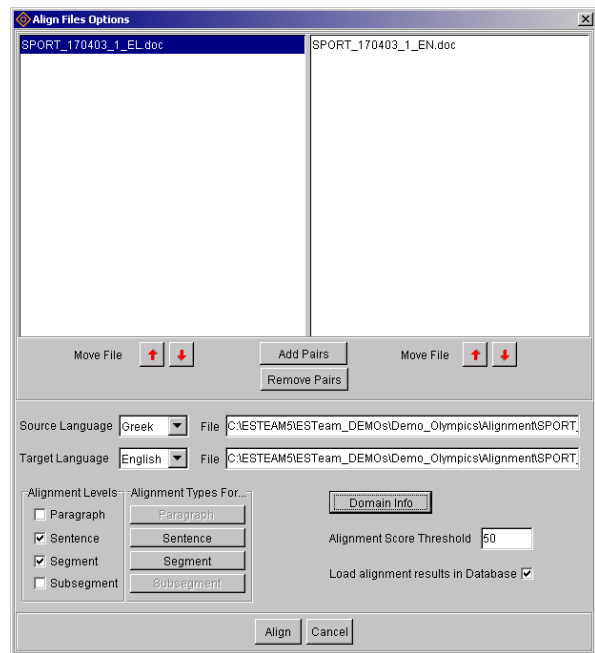 Align Files Options
SPORT_170403_1_EL.doc
SPORT_170403_1_EN.doc
Move File
Add Pairs
Move File
Remove Pairs
Source Language Greek File C:\ESTEAM5\ESTeam_DEMOs\Demo_Olympics\Alignment\SPORT_
Target Language English File C:\ESTEAM5\ESTeam_DEMOs\Demo_Olympics\Alignment\SPORT_
Alignment Levels Alignment Types For...
Paragraph Paragraph
Domain Info
Sentence Sentence
Alignment Score Threshold 50
Segment Segment
Load alignment results in Database
Subsegment Subsegment
Align Cancel